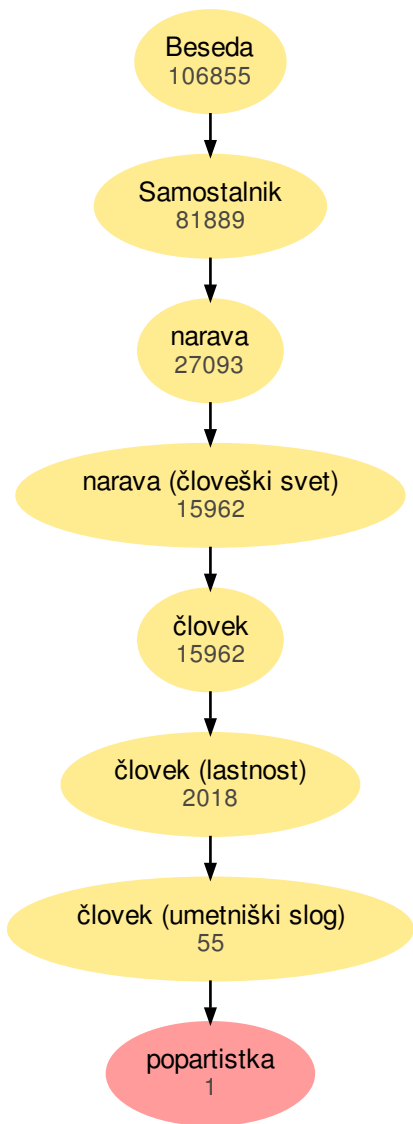 Beseda
106855
Samostalnik
81889
narava
27093
narava (človeški svet)
15962
človek
15962
človek (lastnost)
2018
človek (umetniški slog)
55
popartistka
1